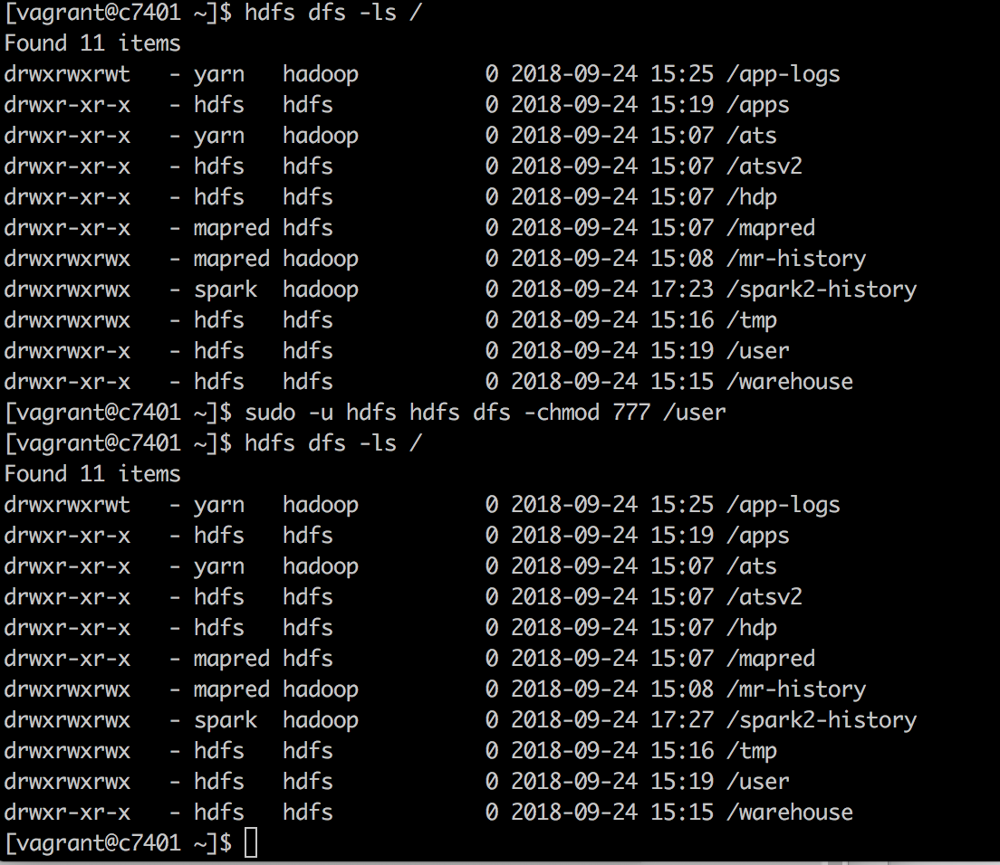 [vagrant@c7401 ~]$ hdfs dfs -ls /
Found 11 items
drwxrwxrwt   - yarn   hadoop          0 2018-09-24 15:25 /app-logs
drwxr-xr-x   - hdfs   hdfs            0 2018-09-24 15:19 /apps
drwxr-xr-x   - yarn   hadoop          0 2018-09-24 15:07 /ats
drwxr-xr-x   - hdfs   hdfs            0 2018-09-24 15:07 /atsv2
drwxr-xr-x   - hdfs   hdfs            0 2018-09-24 15:07 /hdp
drwxr-xr-x   - mapred hdfs            0 2018-09-24 15:07 /mapred
drwxrwxrwx   - mapred hadoop          0 2018-09-24 15:08 /mr-history
drwxrwxrwx   - spark  hadoop          0 2018-09-24 17:23 /spark2-history
drwxrwxrwx   - hdfs   hdfs            0 2018-09-24 15:16 /tmp
drwxrwxr-x   - hdfs   hdfs            0 2018-09-24 15:19 /user
drwxr-xr-x   - hdfs   hdfs            0 2018-09-24 15:15 /warehouse
[vagrant@c7401 ~]$ sudo -u hdfs hdfs dfs -chmod 777 /user
[vagrant@c7401 ~]$ hdfs dfs -ls /
Found 11 items
drwxrwxrwt   - yarn   hadoop          0 2018-09-24 15:25 /app-logs
drwxr-xr-x   - hdfs   hdfs            0 2018-09-24 15:19 /apps
drwxr-xr-x   - yarn   hadoop          0 2018-09-24 15:07 /ats
drwxr-xr-x   - hdfs   hdfs            0 2018-09-24 15:07 /atsv2
drwxr-xr-x   - hdfs   hdfs            0 2018-09-24 15:07 /hdp
drwxr-xr-x   - mapred hdfs            0 2018-09-24 15:07 /mapred
drwxrwxrwx   - mapred hadoop          0 2018-09-24 15:08 /mr-history
drwxrwxrwx   - spark  hadoop          0 2018-09-24 17:27 /spark2-history
drwxrwxrwx   - hdfs   hdfs            0 2018-09-24 15:16 /tmp
drwxrwxrwx   - hdfs   hdfs            0 2018-09-24 15:19 /user
drwxr-xr-x   - hdfs   hdfs            0 2018-09-24 15:15 /warehouse
[vagrant@c7401 ~]$